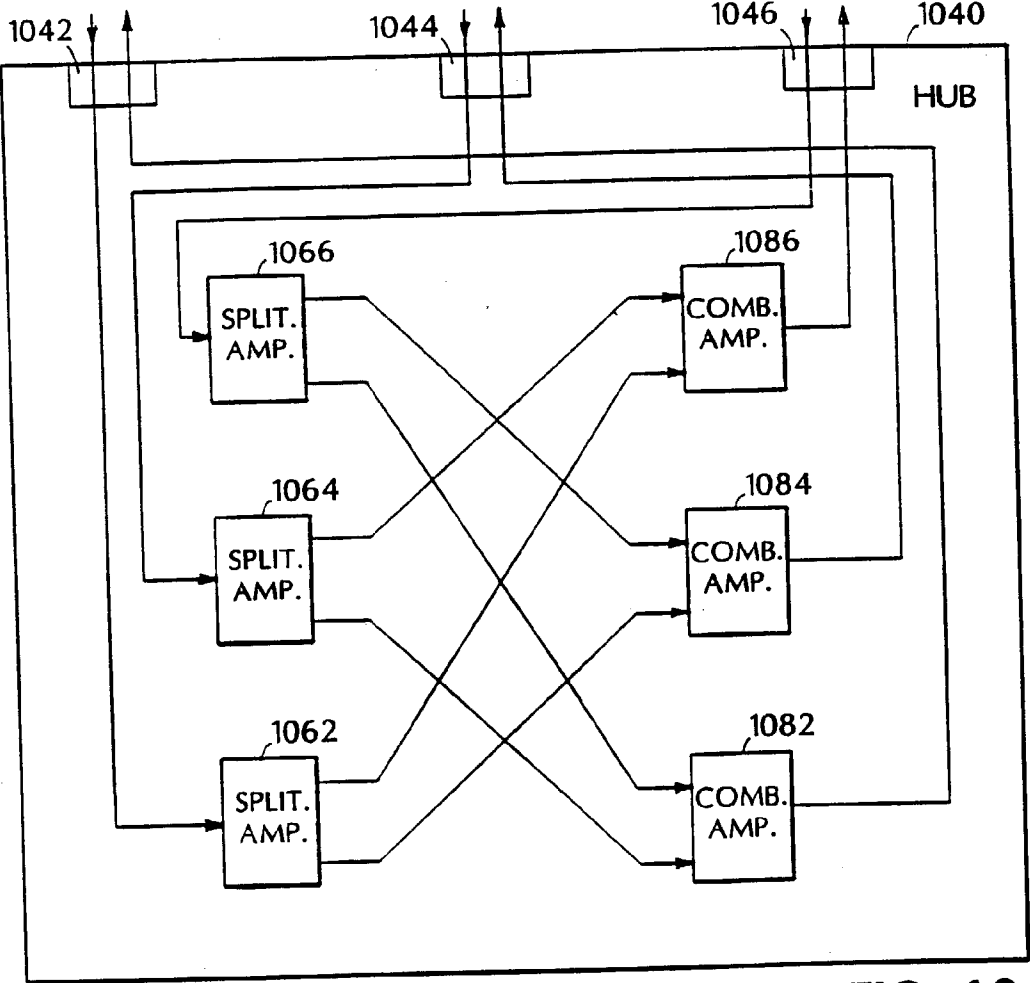 1042
1044
1046
1040
HUB
1066
SPLIT.
AMP.
1086
COMB.
AMP.
1064
SPLIT.
AMP.
1084
COMB.
AMP.
1062
SPLIT.
AMP.
1082
COMB.
AMP.